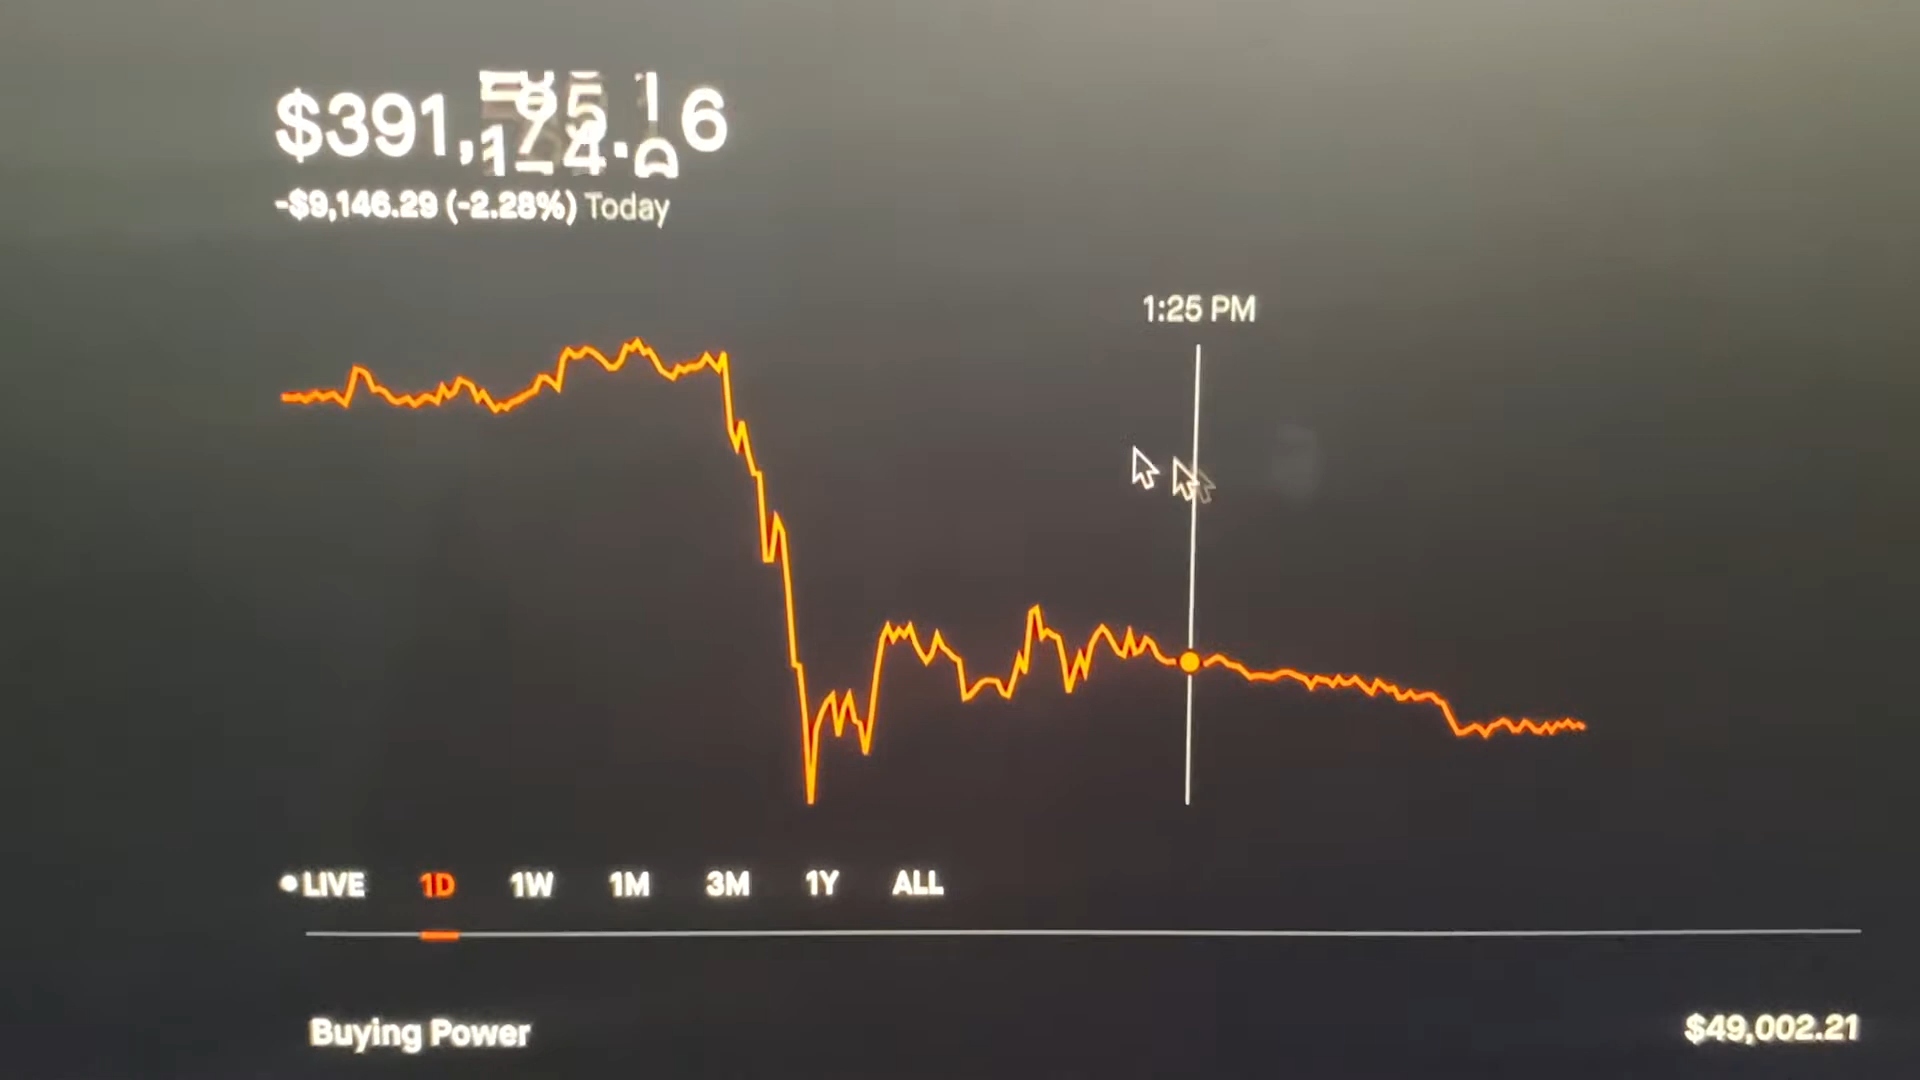 -$9,146.29 (-2.28%) Today
1:25 PM
LIVE 1D 1W 1M 3M 1Y ALL
Buying Power $49,002.21